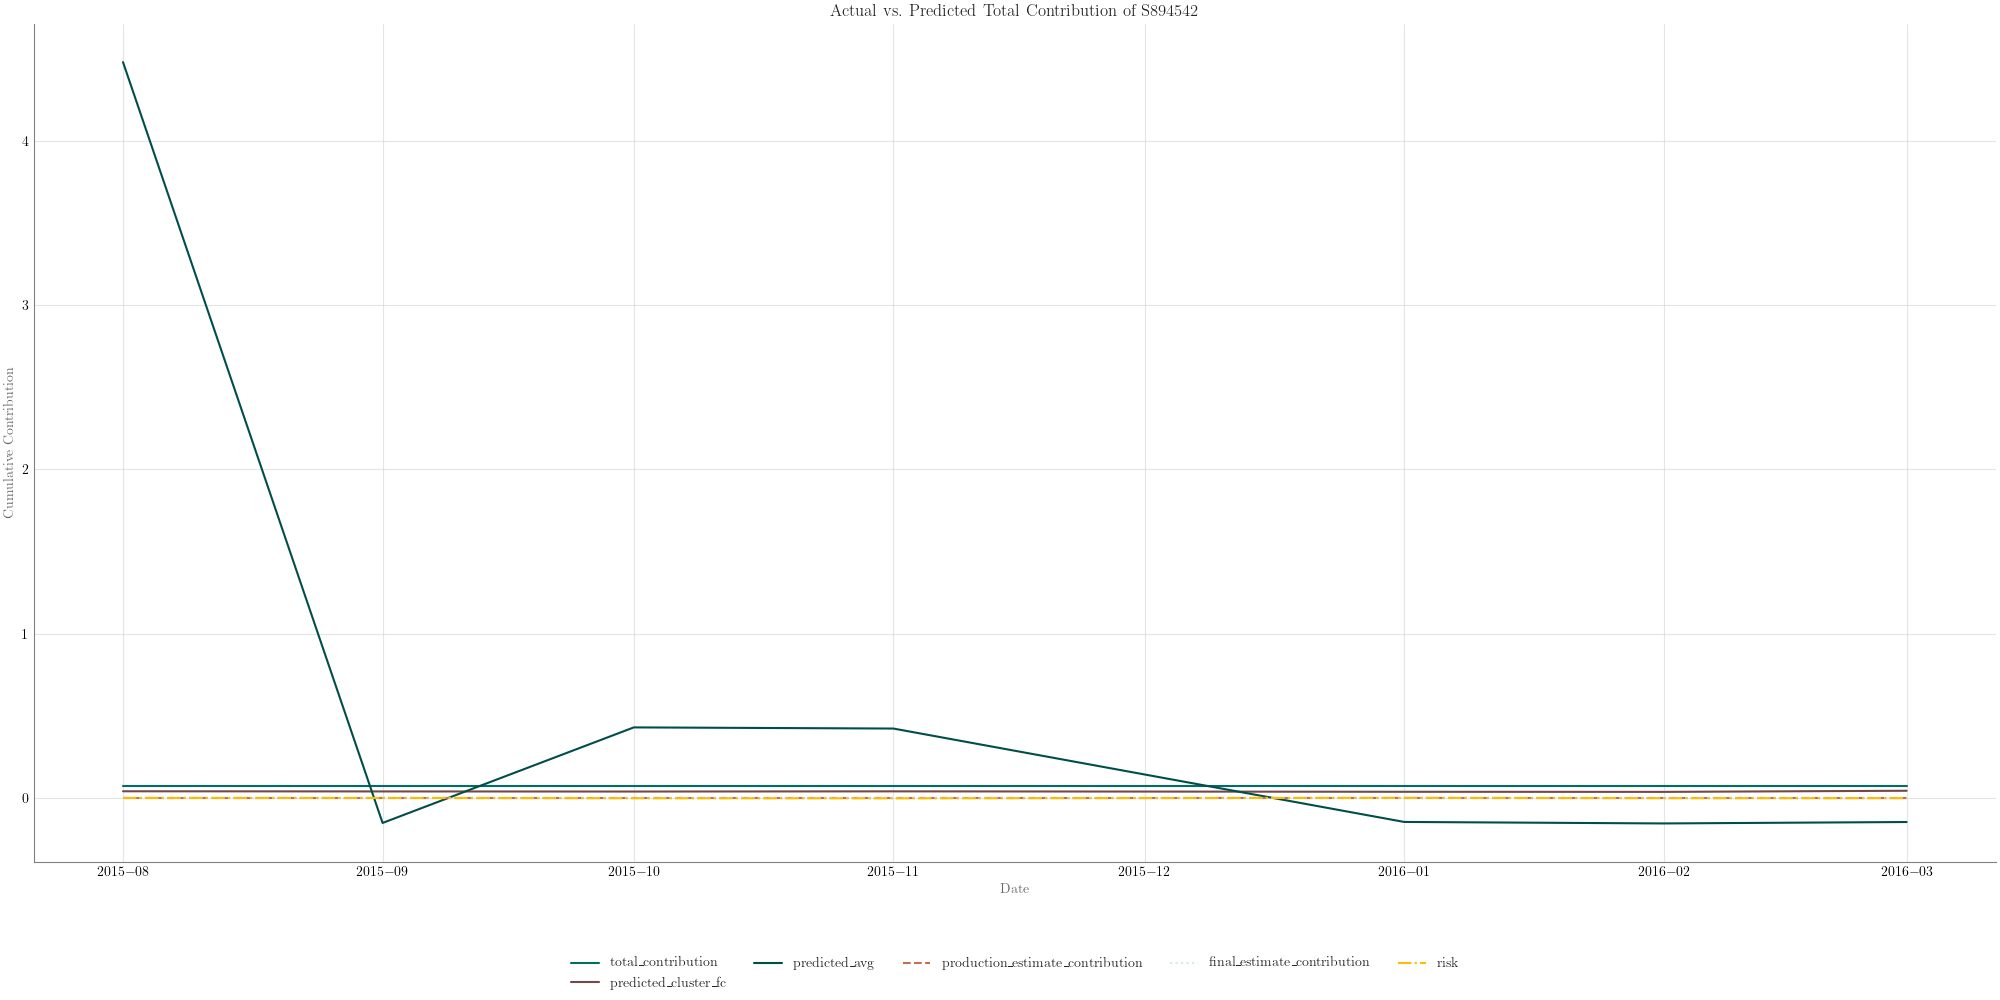 Actual vs. Predicted Total Contribution of S894542
4
3
2
1
0
Cumulative Contribution
2015–08 2015–09 2015–10 2015–11 2015–12 2016–01 2016–02 2016–03
Date
total_contribution predicted_avg production_estimate_contribution final_estimate_contribution risk
predicted_cluster_fc